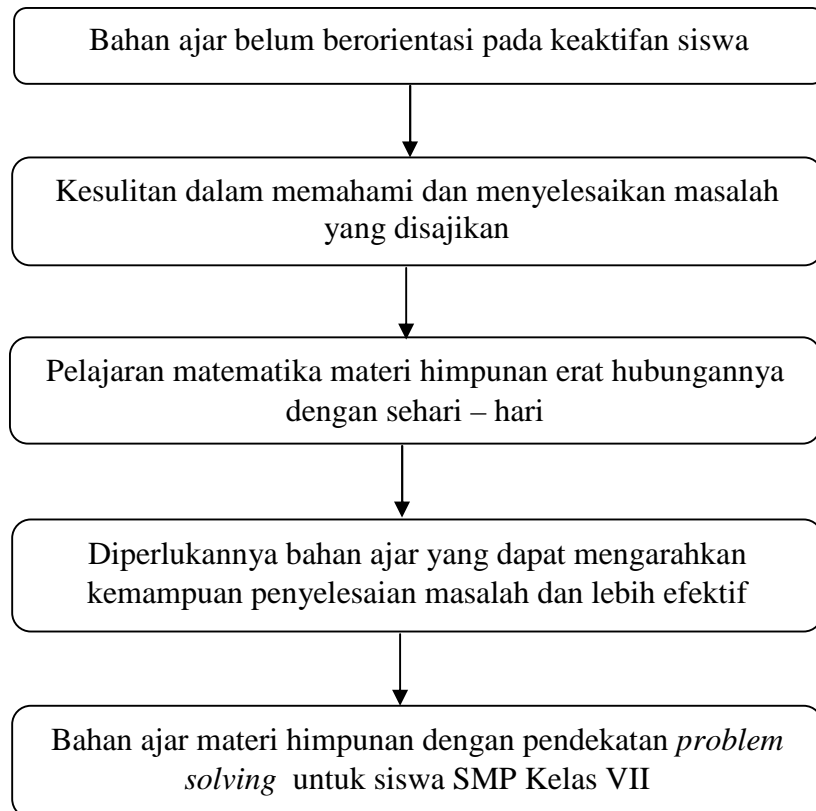 Bahan ajar belum berorientasi pada keaktifan siswa
Kesulitan dalam memahami dan menyelesaikan masalah
yang disajikan
Pelajaran matematika materi himpunan erat hubungannya
dengan sehari – hari
Diperlukannya bahan ajar yang dapat mengarahkan
kemampuan penyelesaian masalah dan lebih efektif
Bahan ajar materi himpunan dengan pendekatan problem
solving untuk siswa SMP Kelas VII